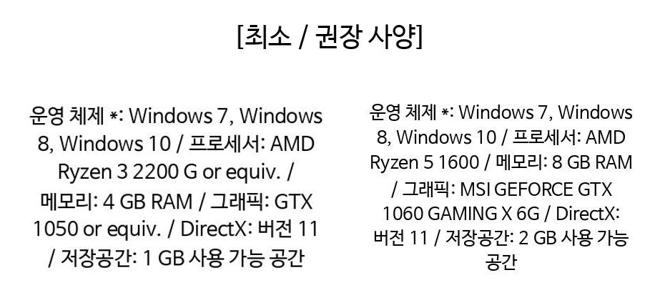 [최소 / 권장 사양]
운영 체제 *: Windows 7, Windows
8, Windows 10 / 프로세서: AMD
Ryzen 3 2200 G or equiv. /
메모리: 4 GB RAM / 그래픽: GTX
1050 or equiv. / DirectX: 버전 11
/ 저장공간: 1 GB 사용 가능 공간
운영 체제 *: Windows 7, Windows
8, Windows 10 / 프로세서: AMD
Ryzen 5 1600 / 메모리: 8 GB RAM
/ 그래픽: MSI GEFORCE GTX
1060 GAMING X 6G / DirectX:
버전 11 / 저장공간: 2 GB 사용 가능
공간